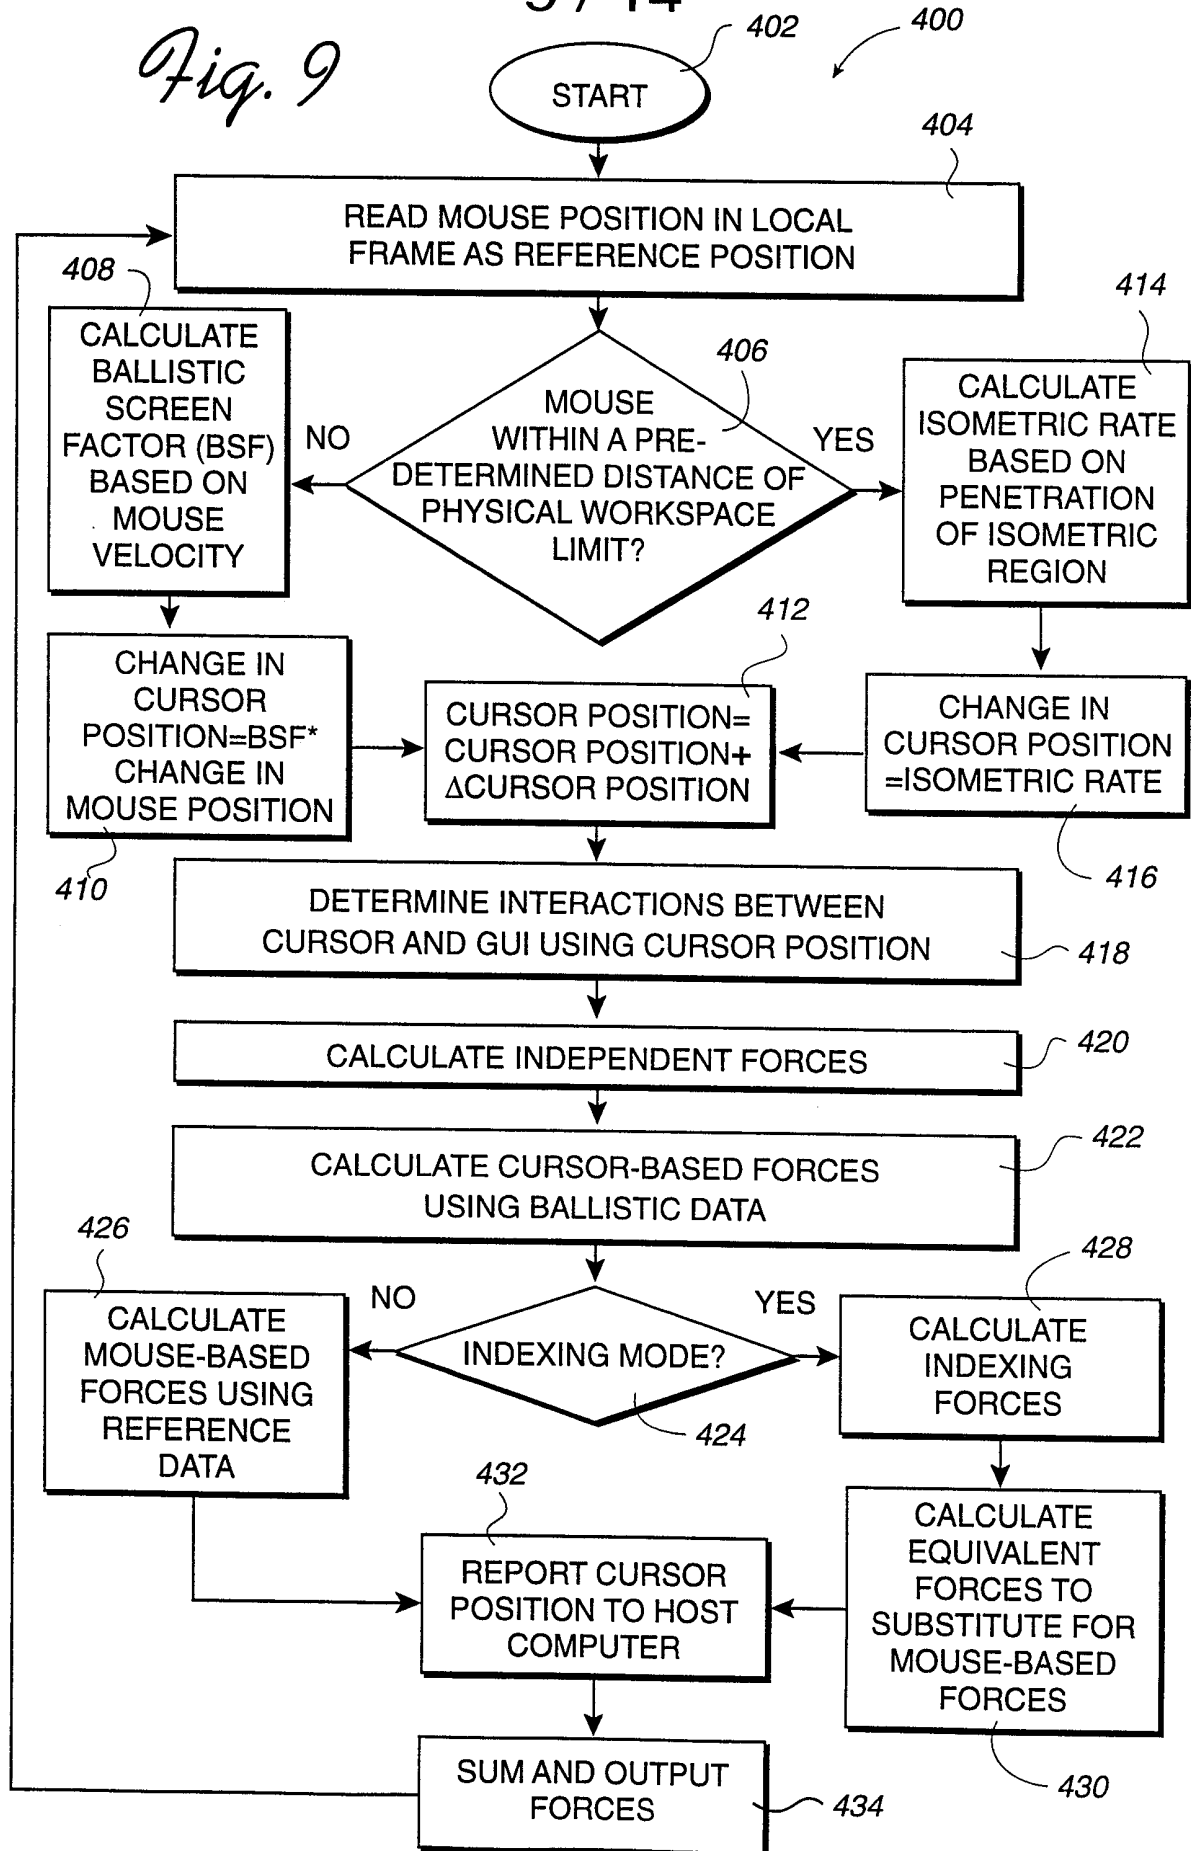 Fig. 9
402
400
START
404
READ MOUSE POSITION IN LOCAL
FRAME AS REFERENCE POSITION
408
CALCULATE
BALLISTIC
SCREEN
FACTOR (BSF)
BASED ON
MOUSE
VELOCITY
NO
406
MOUSE
WITHIN A PRE-
DETERMINED DISTANCE OF
PHYSICAL WORKSPACE
LIMIT?
YES
414
CALCULATE
ISOMETRIC RATE
BASED ON
PENETRATION
OF ISOMETRIC
REGION
CHANGE IN
CURSOR
POSITION=BSF*
CHANGE IN
MOUSE POSITION
410
412
CURSOR POSITION=
CURSOR POSITION+
ΔCURSOR POSITION
CHANGE IN
CURSOR POSITION
=ISOMETRIC RATE
416
DETERMINE INTERACTIONS BETWEEN
CURSOR AND GUI USING CURSOR POSITION
418
CALCULATE INDEPENDENT FORCES
420
CALCULATE CURSOR-BASED FORCES
USING BALLISTIC DATA
422
426
CALCULATE
MOUSE-BASED
FORCES USING
REFERENCE
DATA
NO
INDEXING MODE?
424
YES
428
CALCULATE
INDEXING
FORCES
432
REPORT CURSOR
POSITION TO HOST
COMPUTER
CALCULATE
EQUIVALENT
FORCES TO
SUBSTITUTE FOR
MOUSE-BASED
FORCES
430
SUM AND OUTPUT
FORCES
434